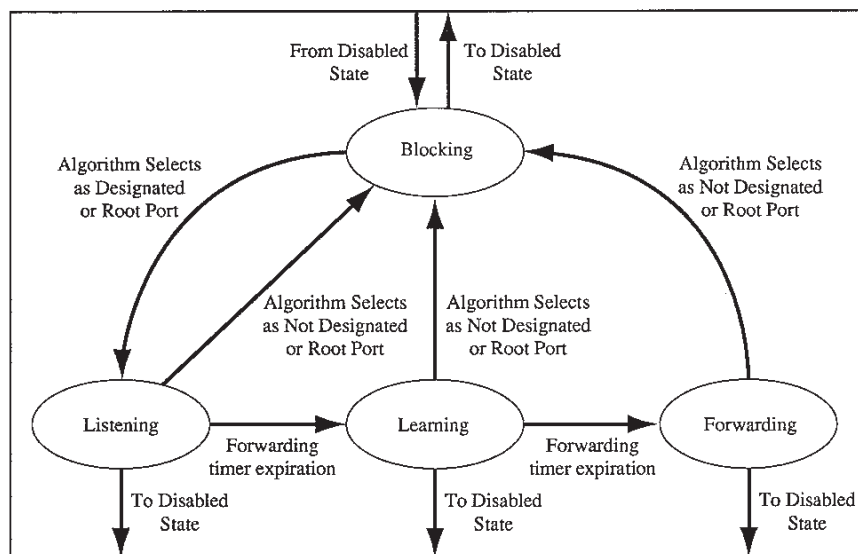 From Disabled
State
To Disabled
State
Blocking
Algorithm Selects
as Designated
or Root Port
Algorithm Selects
as Not Designated
or Root Port
Algorithm Selects
as Not Designated
or Root Port
Algorithm Selects
as Not Designated
or Root Port
Listening
Learning
Forwarding
Forwarding
timer expiration
Forwarding
timer expiration
To Disabled
State
To Disabled
State
To Disabled
State